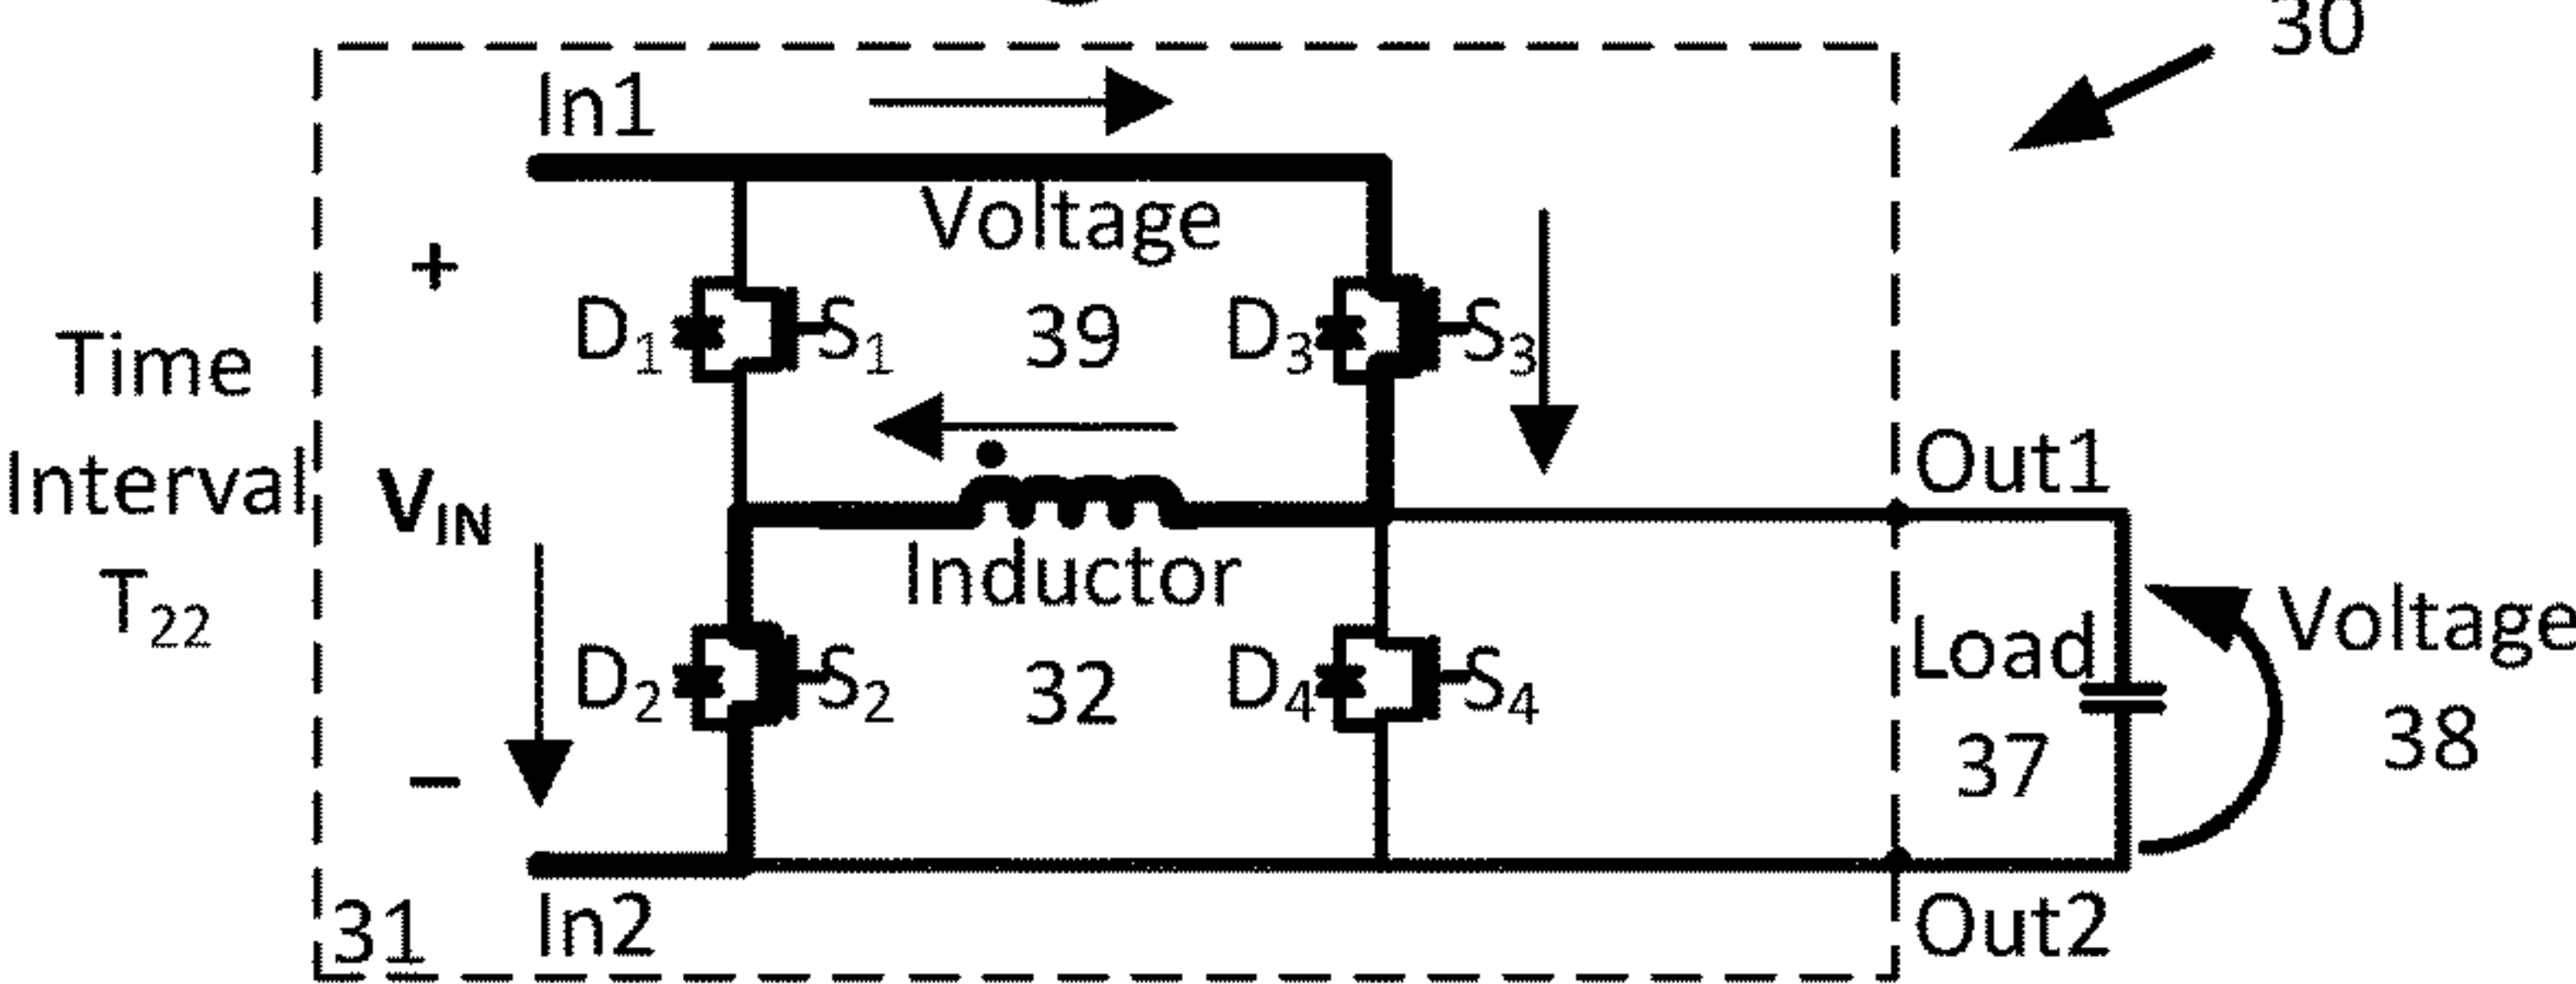 30
In1
Voltage
39
+
D1
S1
D3
S3
Time
Interval
T22
VIN
Out1
Inductor
32
D2
S2
D4
S4
Load
37
Voltage
38
−
31
In2
Out2